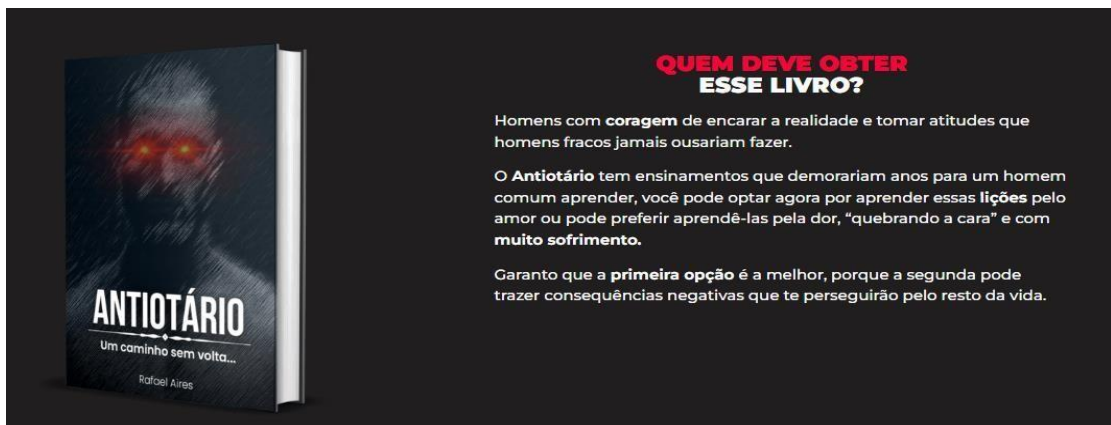 ANTIOTÁRIO
Um caminho sem volta...
Rafael Aires
QUEM DEVE OBTER
ESSE LIVRO?
Homens com coragem de encarar a realidade e tomar atitudes que
homens fracos jamais ousariam fazer.
O Antiotário tem ensinamentos que demorariam anos para um homem
comum aprender, você pode optar agora por aprender essas lições pelo
amor ou pode preferir aprendê-las pela dor, “quebrando a cara” e com
muito sofrimento.
Garanto que a primeira opção é a melhor, porque a segunda pode
trazer consequências negativas que te perseguirão pelo resto da vida.